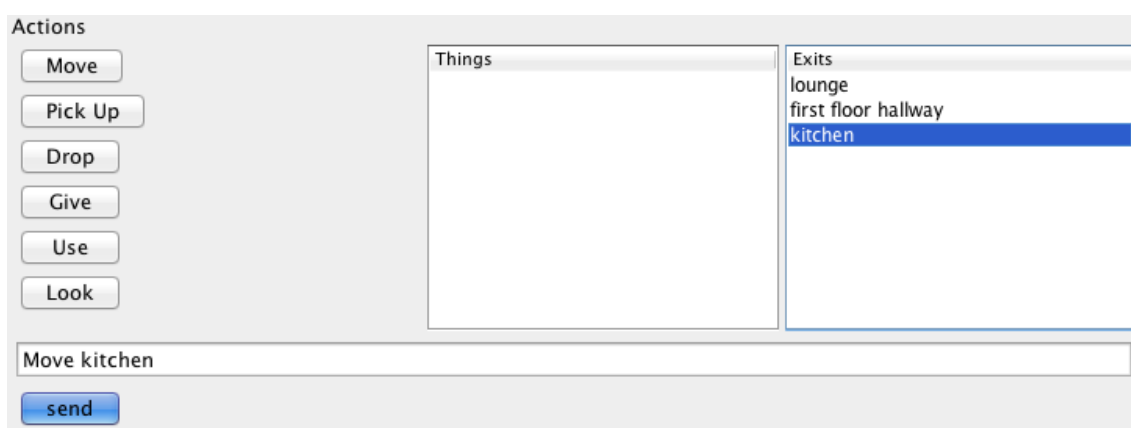 Actions
Move
Pick Up
Drop
Give
Use
Look
Things
Exits
lounge
first floor hallway
kitchen
Move kitchen
send